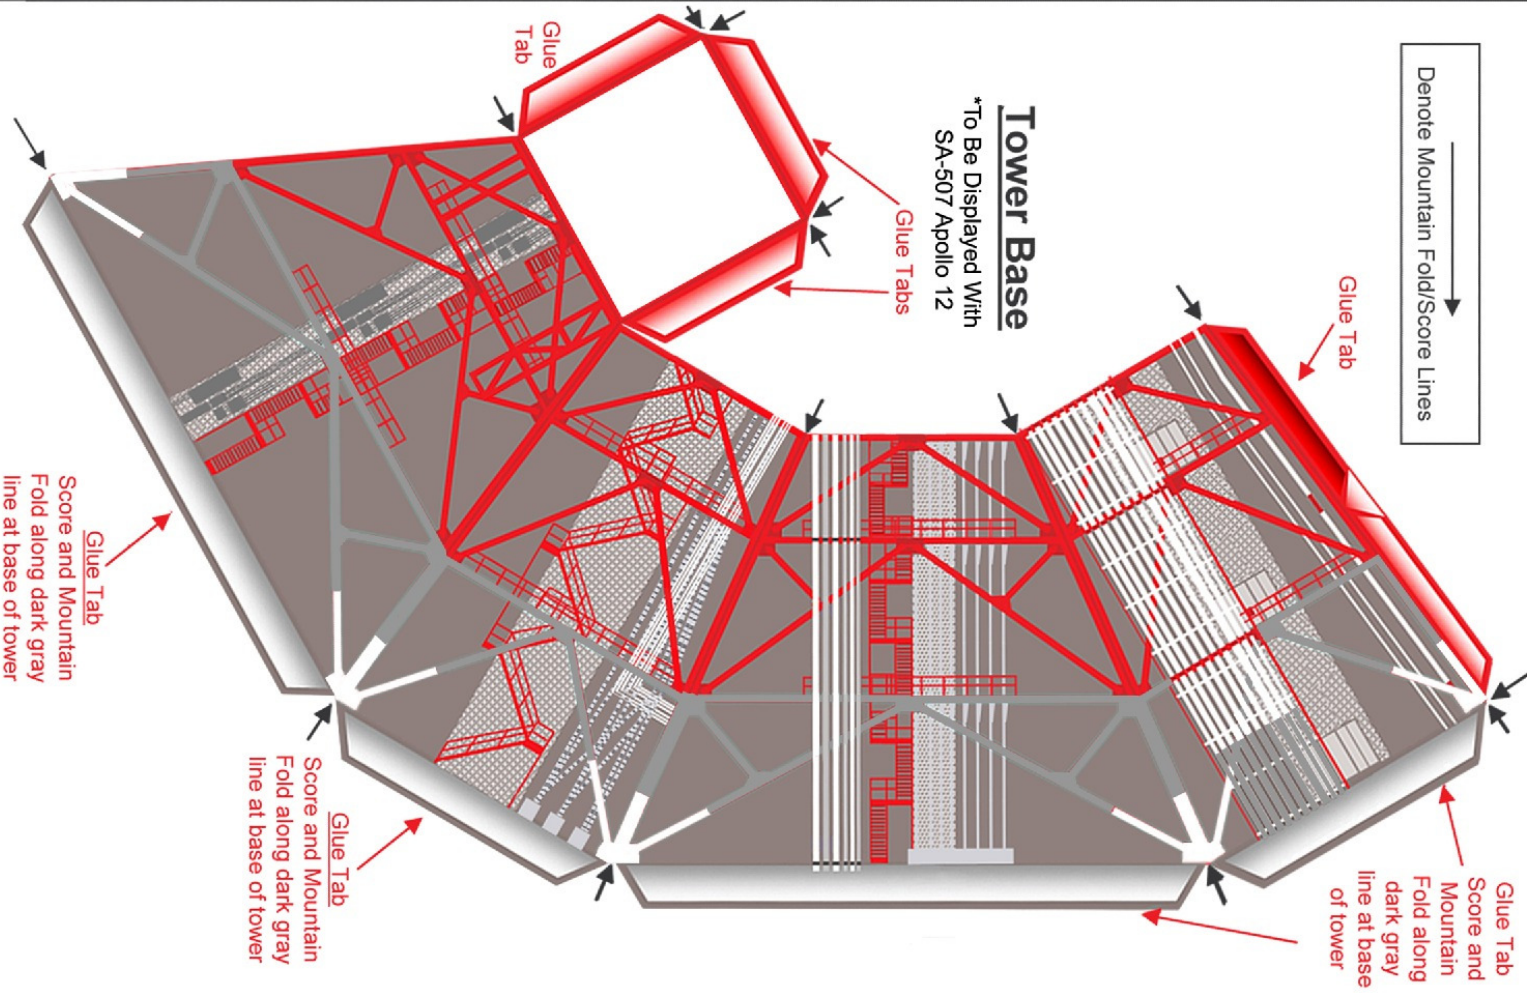 Denote Mountain Fold/Score Lines
Glue Tab
Glue Tab
Score and
Mountain
Fold along
dark gray
line at base
of tower
Tower Base
*To Be Displayed With
SA-507 Apollo 12
Glue Tabs
Glue
Tab
Glue Tab
Score and Mountain
Fold along dark gray
line at base of tower
Glue Tab
Score and Mountain
Fold along dark gray
line at base of tower